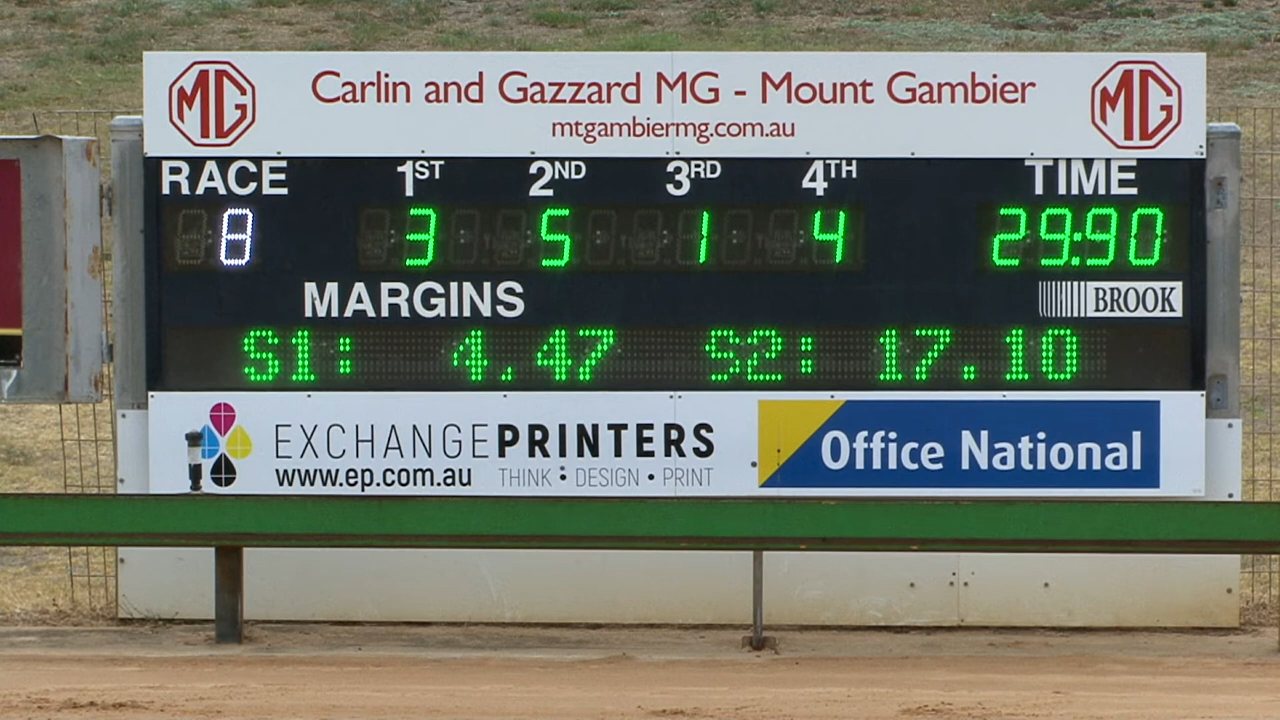 MG Carlin and Gazzard MG - Mount Gambier MG
mtgambiermg.com.au
RACE 1ST 2ND 3RD 4TH TIME
8 3 5 1 4 29:90
MARGINS BROOK
S1: 4.47 S2: 17.10
EXCHANGEPRINTERS Office National
www.ep.com.au THINK • DESIGN • PRINT